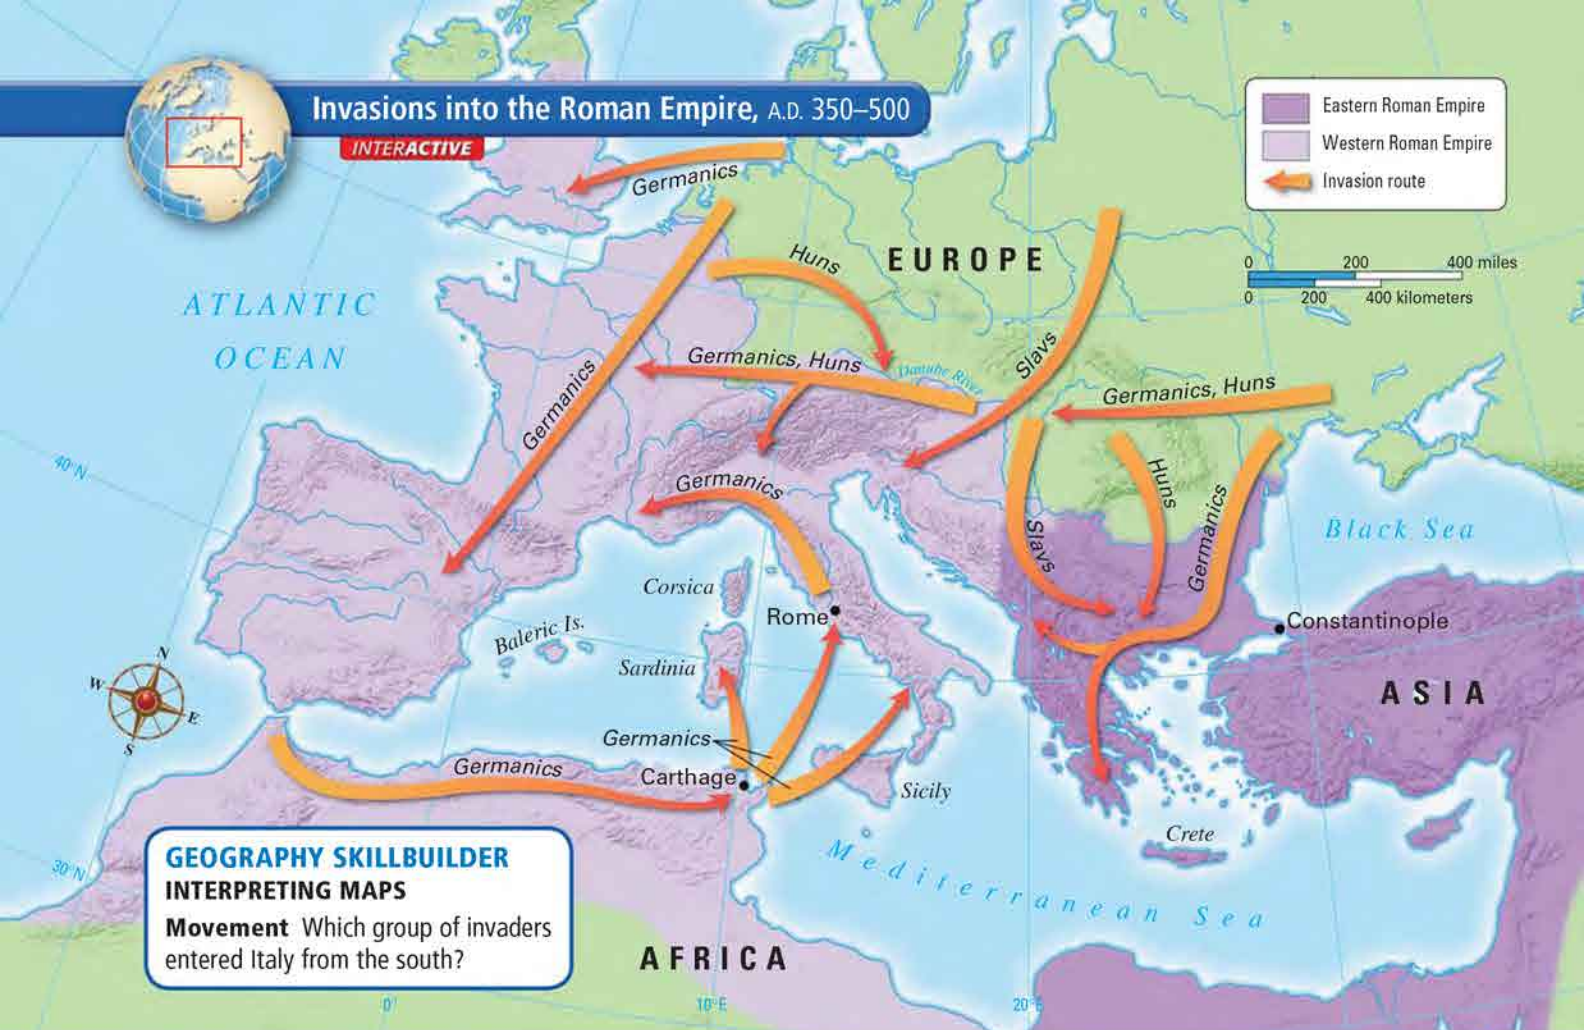 Invasions into the Roman Empire, A.D. 350–500
INTERACTIVE
Eastern Roman Empire
Western Roman Empire
Invasion route
0 200 400 miles
0 200 400 kilometers
EUROPE
ATLANTIC
OCEAN
Germanics
Huns
Germanics, Huns
Danube River
Slavs
Germanics, Huns
Germanics
40°N
Germanics
Huns
Germanics
Slavs
Black Sea
Corsica
Rome
Constantinople
Baleric Is.
Sardinia
ASIA
N
W
E
S
Germanics
Germanics
Carthage
Sicily
Crete
Mediterranean Sea
30°N
GEOGRAPHY SKILLBUILDER
INTERPRETING MAPS
Movement Which group of invaders
entered Italy from the south?
AFRICA
0°
10°E
20°E